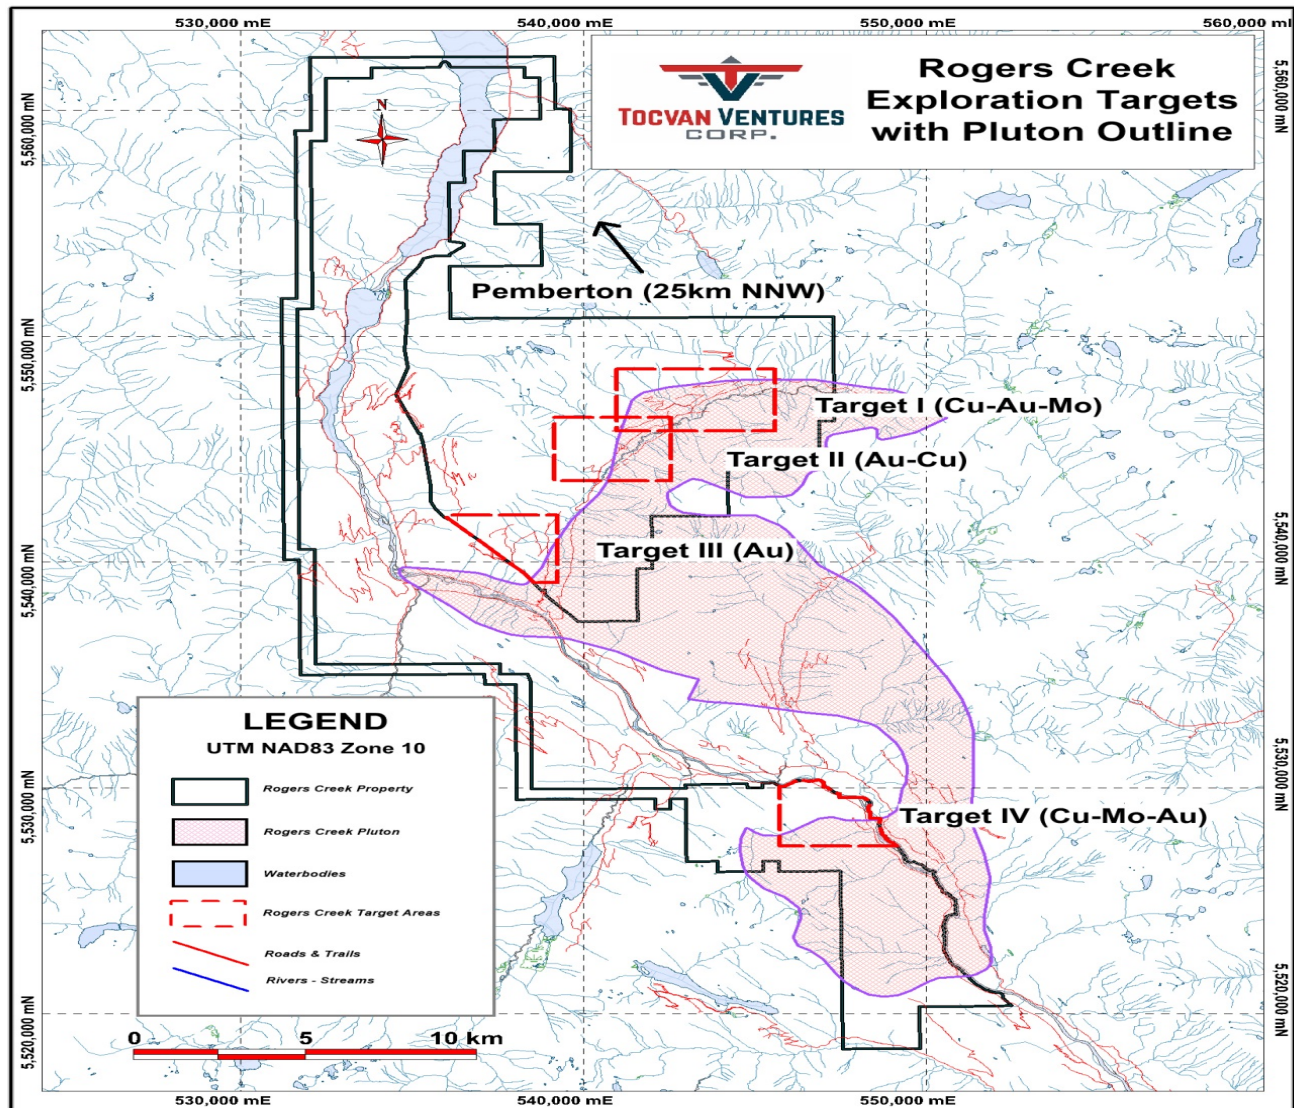 530,000 mE
540,000 mE
550,000 mE
560,000 ml
TOCVAN VENTURES
CORP.
Rogers Creek
Exploration Targets
with Pluton Outline
N
5,560,000 mN
5,560,000 mN
Pemberton (25km NNW)
5,550,000 mN
5,550,000 mN
Target I (Cu-Au-Mo)
Target II (Au-Cu)
Target III (Au)
5,540,000 mN
5,540,000 mN
LEGEND
UTM NAD83 Zone 10
Rogers Creek Property
Rogers Creek Pluton
Waterbodies
Rogers Creek Target Areas
Roads & Trails
Rivers - Streams
5,530,000 mN
5,530,000 mN
Target IV (Cu-Mo-Au)
5,520,000 mN
5,520,000 mN
0 5 10 km
530,000 mE
540,000 mE
550,000 mE